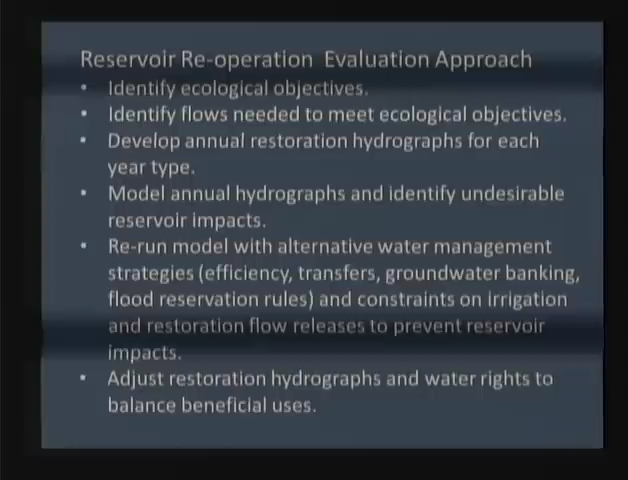 Reservoir Re-operation Evaluation Approach
• Identify ecological objectives.
• Identify flows needed to meet ecological objectives.
• Develop annual restoration hydrographs for each
year type.
• Model annual hydrographs and identify undesirable
reservoir impacts.
• Re-run model with alternative water management
strategies (efficiency, transfers, groundwater banking,
flood reservation rules) and constraints on irrigation
and restoration flow releases to prevent reservoir
impacts.
• Adjust restoration hydrographs and water rights to
balance beneficial uses.